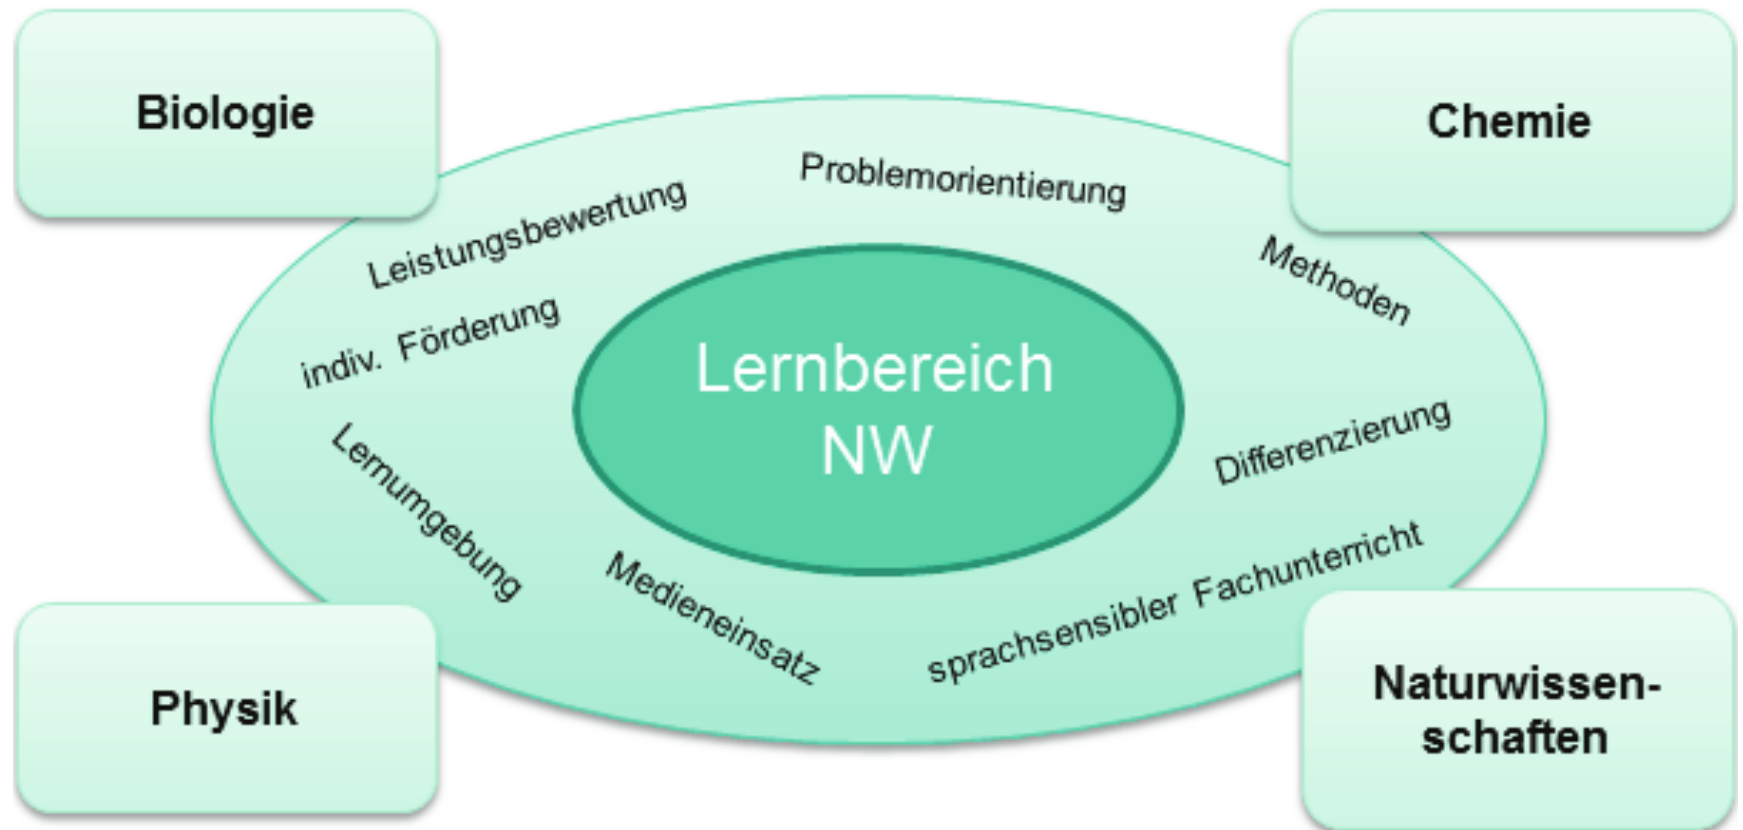 Biologie
Chemie
Problemorientierung
Leistungsbewertung
Methoden
indiv. Förderung
Lernbereich
NW
Differenzierung
Lernumgebung
Medieneinsatz
sprachsensibler Fachunterricht
Physik
Naturwissen-
schaften